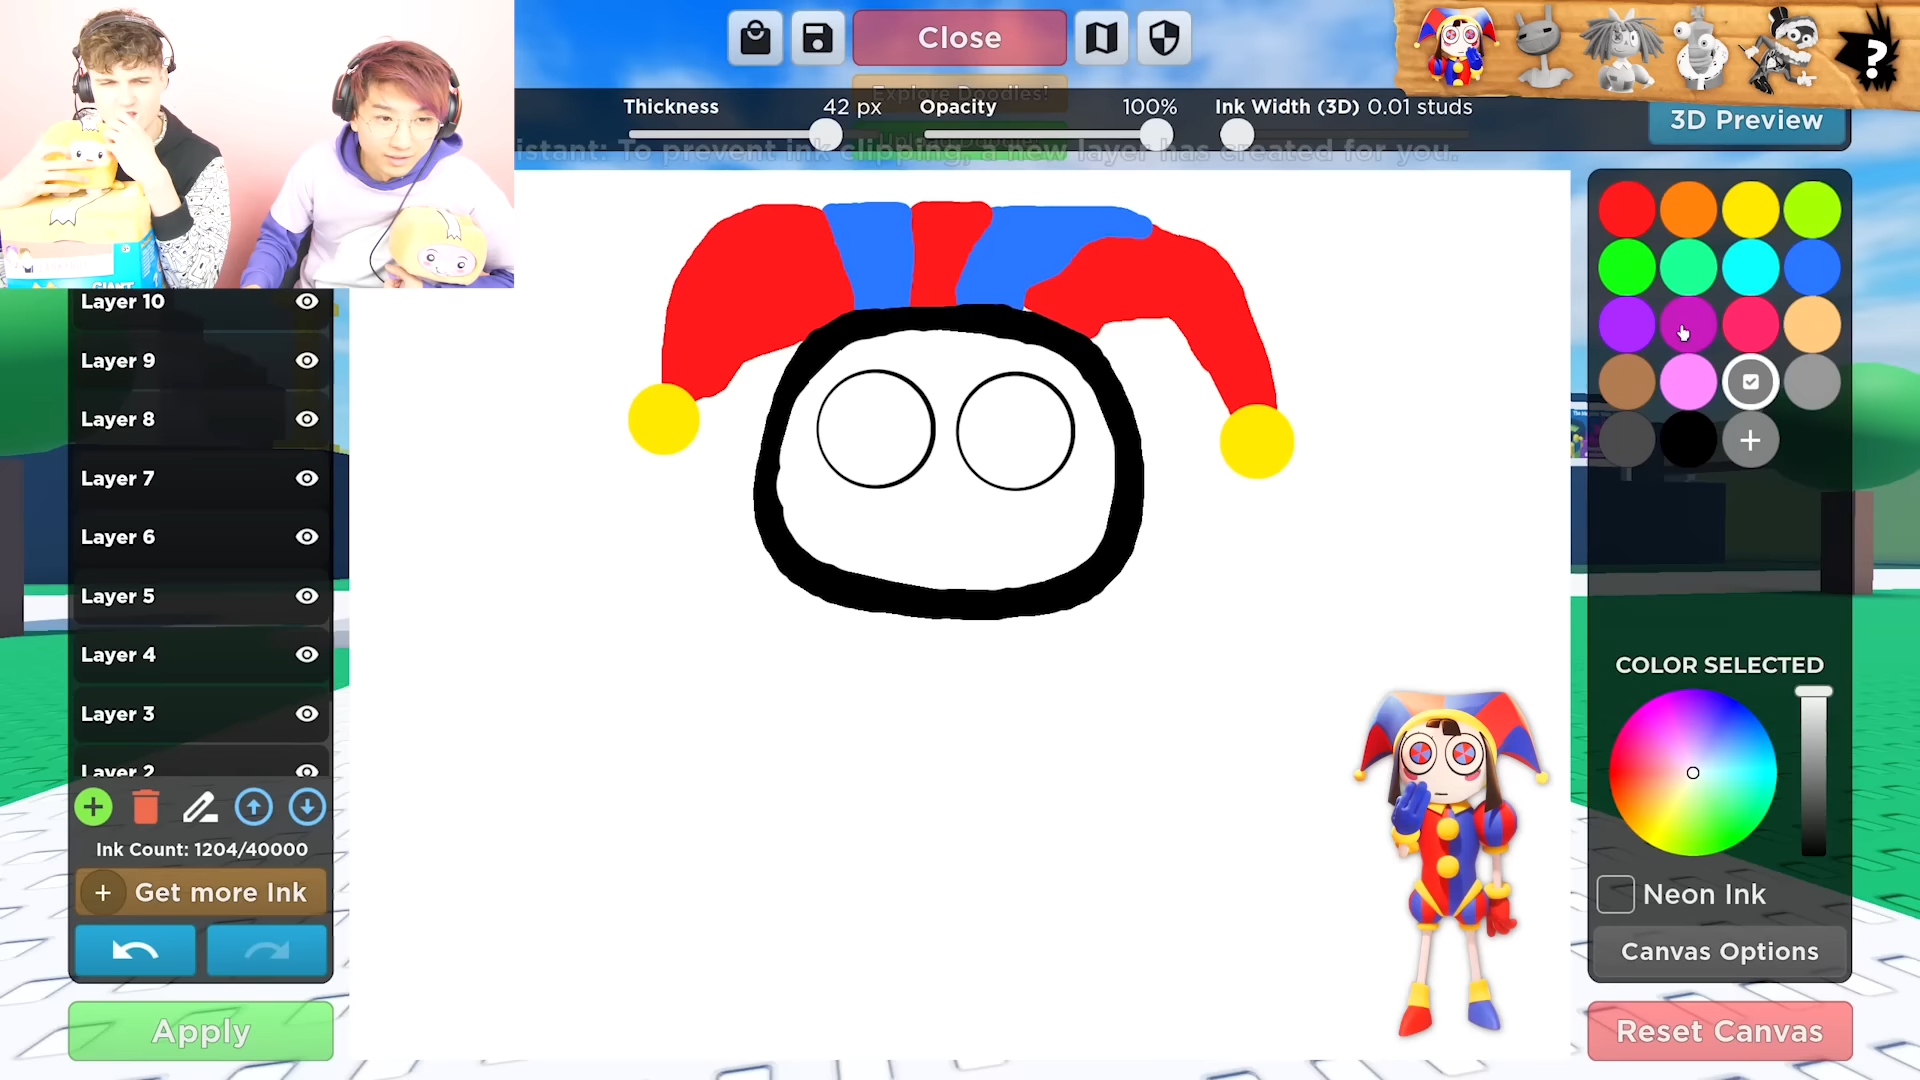 Close
Explore Doodles!
Thickness 42 px
Opacity 100%
Ink Width (3D) 0.01 studs
3D Preview
istant: To prevent ink clipping, a new layer has created for you.
?
GIANT
Layer 10
Layer 9
Layer 8
Layer 7
Layer 6
Layer 5
Layer 4
Layer 3
Layer 2
Ink Count: 1204/40000
+ Get more Ink
Apply
COLOR SELECTED
Neon Ink
Canvas Options
Reset Canvas